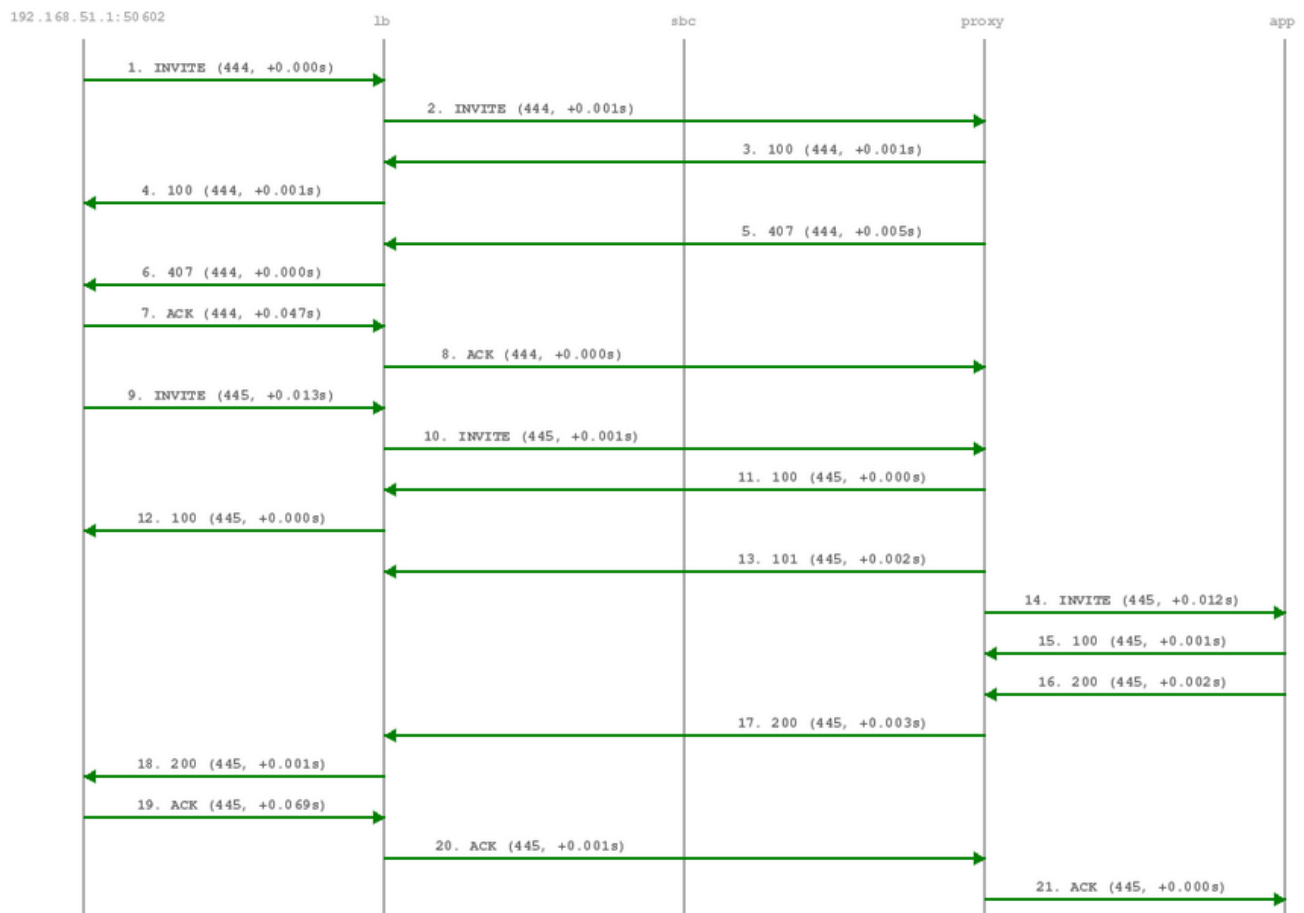 192.168.51.1:50602 lb sbc proxy app
1. INVITE (444, +0.000s)
2. INVITE (444, +0.001s)
3. 100 (444, +0.001s)
4. 100 (444, +0.001s)
5. 407 (444, +0.005s)
6. 407 (444, +0.000s)
7. ACK (444, +0.047s)
8. ACK (444, +0.000s)
9. INVITE (445, +0.013s)
10. INVITE (445, +0.001s)
11. 100 (445, +0.000s)
12. 100 (445, +0.000s)
13. 101 (445, +0.002s)
14. INVITE (445, +0.012s)
15. 100 (445, +0.001s)
16. 200 (445, +0.002s)
17. 200 (445, +0.003s)
18. 200 (445, +0.001s)
19. ACK (445, +0.069s)
20. ACK (445, +0.001s)
21. ACK (445, +0.000s)